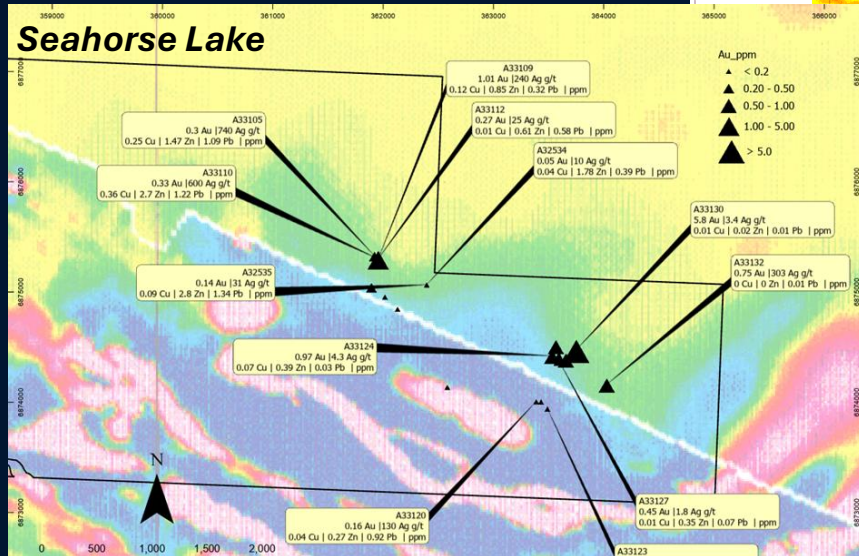 359000 360000 361000 362000 363000 364000 365000 366000
Seahorse Lake
6877000 6877000
6876000 6876000
6875000 6875000
6874000 6874000
6873000 6873000
Au_ppm
< 0.2
0.20 - 0.50
0.50 - 1.00
1.00 - 5.00
> 5.0
A33109
1.01 Au |240 Ag g/t
0.12 Cu | 0.85 Zn | 0.32 Pb | ppm
A33105
0.3 Au |740 Ag g/t
0.25 Cu | 1.47 Zn | 1.09 Pb | ppm
A33112
0.27 Au |25 Ag g/t
0.01 Cu | 0.61 Zn | 0.58 Pb | ppm
A32534
0.05 Au |10 Ag g/t
0.04 Cu | 1.78 Zn | 0.39 Pb | ppm
A33110
0.33 Au |600 Ag g/t
0.36 Cu | 2.7 Zn | 1.22 Pb | ppm
A33130
5.8 Au |3.4 Ag g/t
0.01 Cu | 0.02 Zn | 0.01 Pb | ppm
A33132
0.75 Au |303 Ag g/t
0 Cu | 0 Zn | 0.01 Pb | ppm
A32535
0.14 Au |31 Ag g/t
0.09 Cu | 2.8 Zn | 1.34 Pb | ppm
A33124
0.97 Au |4.3 Ag g/t
0.07 Cu | 0.39 Zn | 0.03 Pb | ppm
N
A33127
0.45 Au |1.8 Ag g/t
0.01 Cu | 0.35 Zn | 0.07 Pb | ppm
A33120
0.16 Au |130 Ag g/t
0.04 Cu | 0.27 Zn | 0.92 Pb | ppm
A33123
0 500 1,000 1,500 2,000